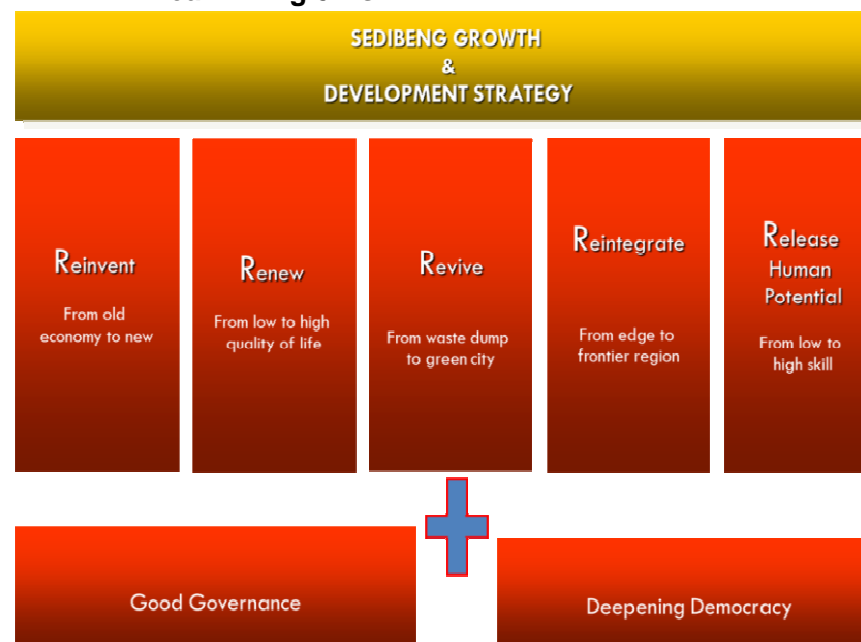 SEDIBENG GROWTH
&
DEVELOPMENT STRATEGY
Reinvent
From old
economy to new
Renew
From low to high
quality of life
Revive
From waste dump
to green city
Reintegrate
From edge to
frontier region
Release
Human
Potential
From low to
high skill
Good Governance
Deepening Democracy